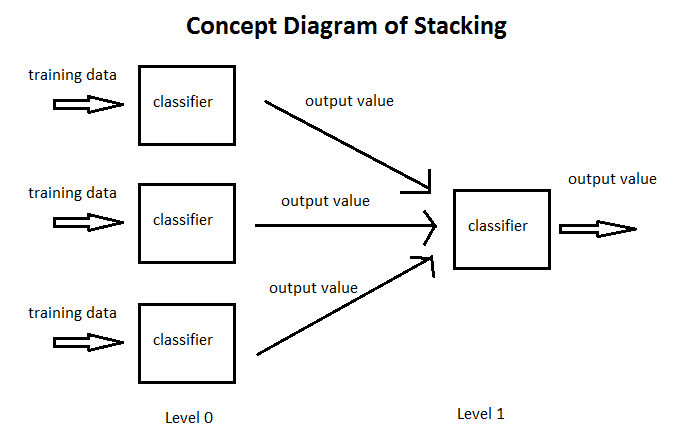 Concept Diagram of Stacking
training data
classifier
output value
training data
classifier
output value
classifier
output value
output value
training data
classifier
Level 0
Level 1